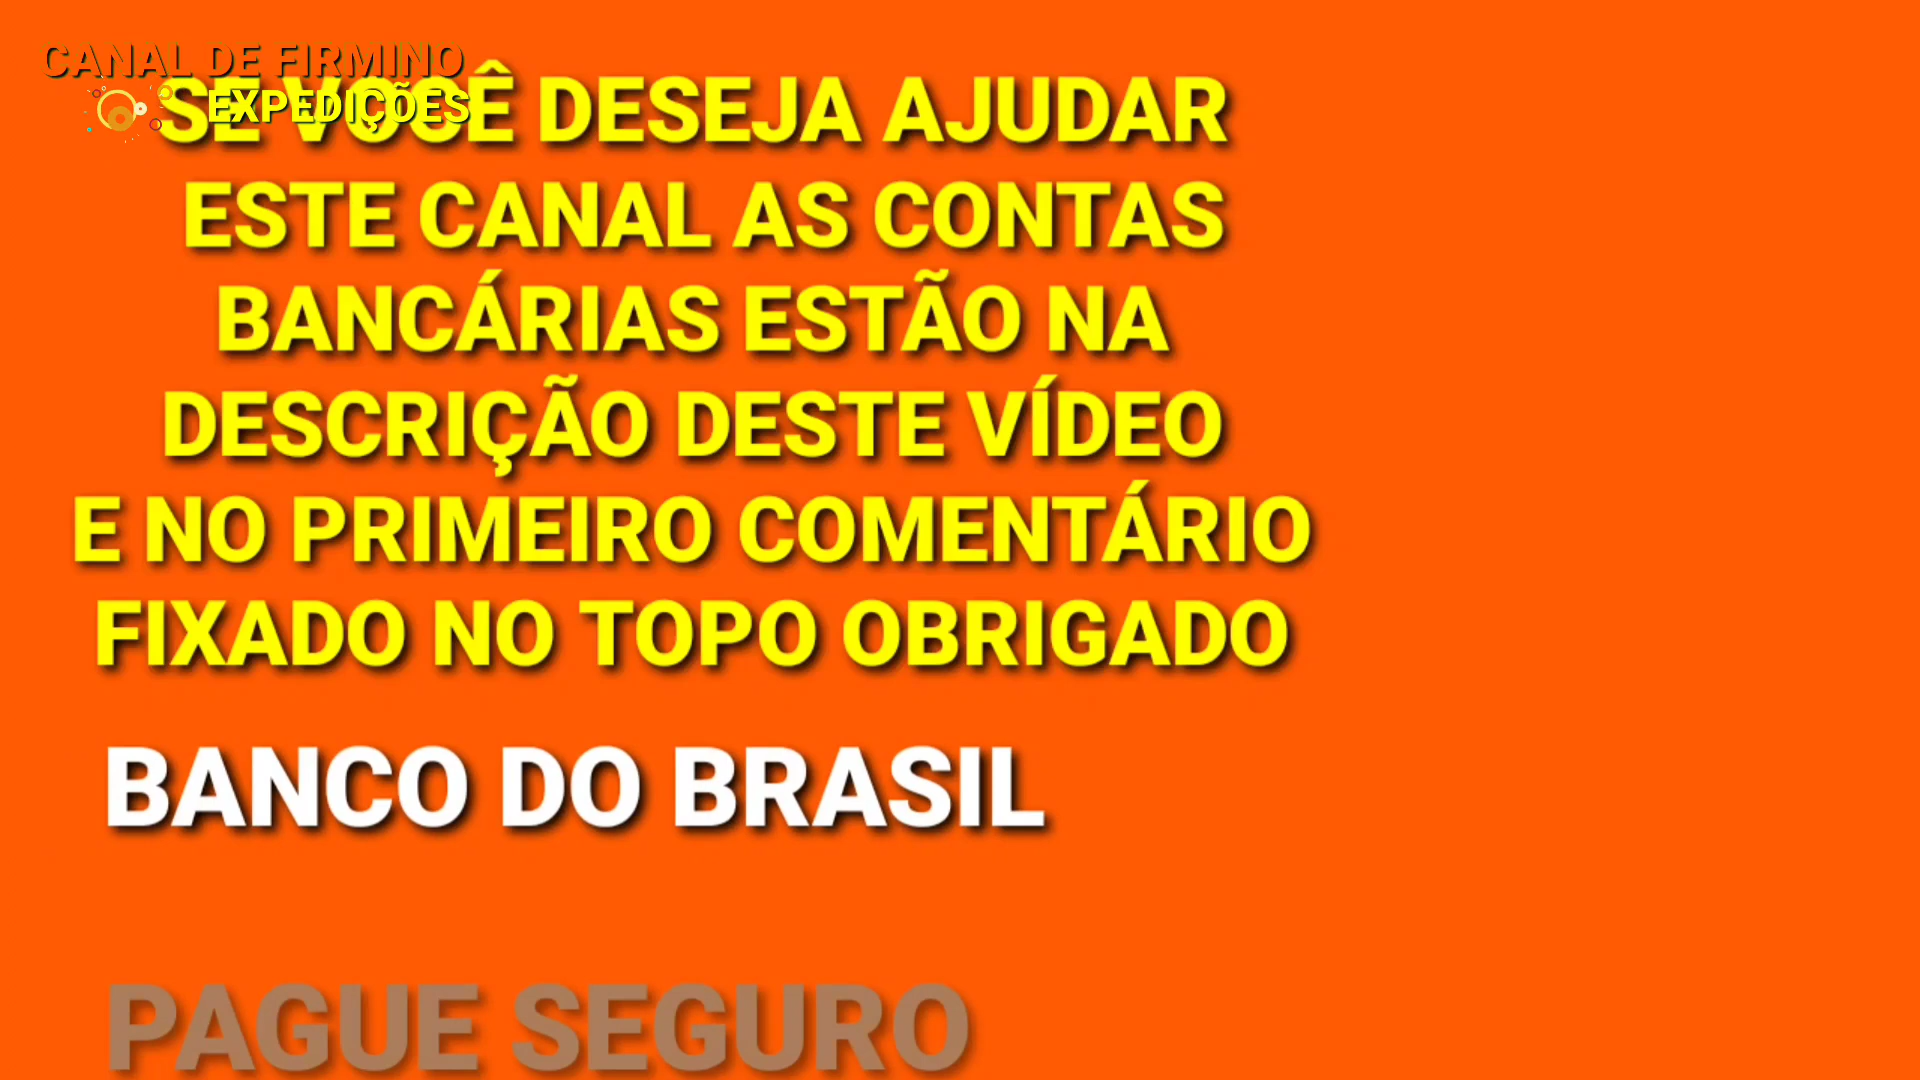 CANAL DE FIRMINO
EXPEDIÇÕES
SE VOCÊ DESEJA AJUDAR
ESTE CANAL AS CONTAS
BANCÁRIAS ESTÃO NA
DESCRIÇÃO DESTE VÍDEO
E NO PRIMEIRO COMENTÁRIO
FIXADO NO TOPO OBRIGADO
BANCO DO BRASIL
PAGUE SEGURO